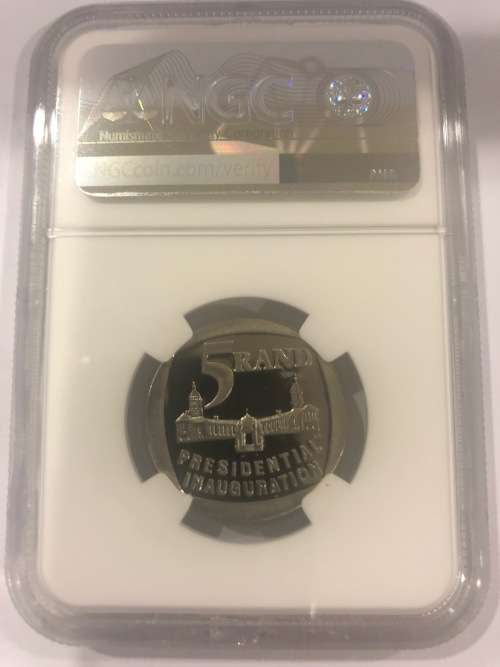 NGC
NGCcoin.com/verify
5 RAND
PRESIDENTIAL
INAUGURATION